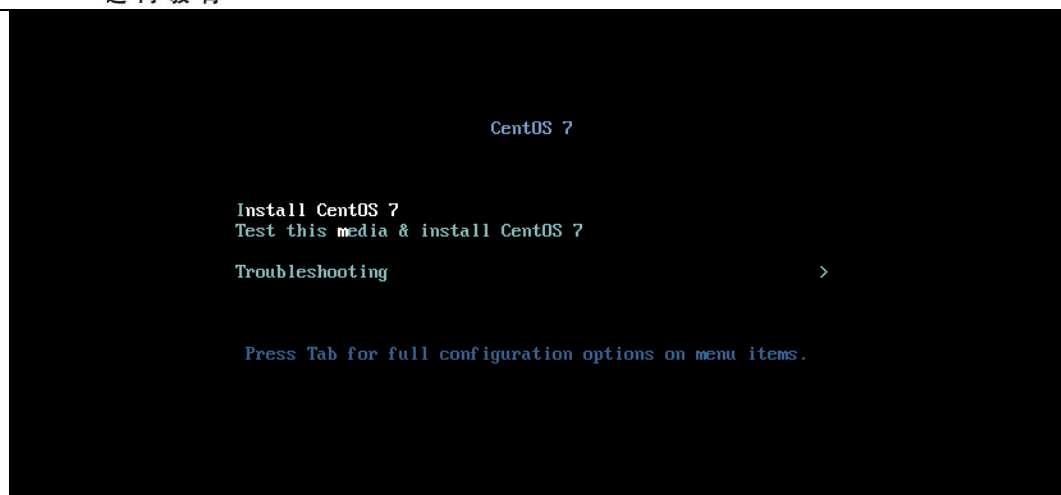 CentOS 7
Install CentOS 7
Test this media & install CentOS 7
Troubleshooting >
Press Tab for full configuration options on menu items.